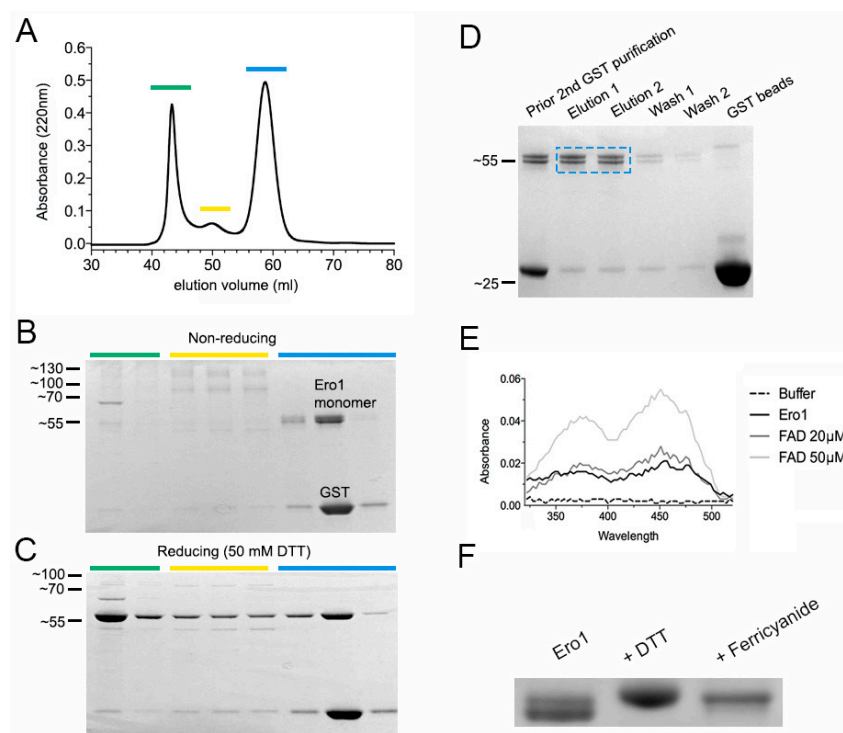 A
Absorbance (220nm)
0.6
0.5
0.4
0.3
0.2
0.1
0.0
30 40 50 60 70 80
elution volume (ml)
B
Non-reducing
~130
~100
~70
~55
Ero1
monomer
GST
C
Reducing (50 mM DTT)
~100
~70
~55
D
Prior 2nd GST purification
Elution 1
Elution 2
Wash 1
Wash 2
GST beads
~55
~25
E
Absorbance
0.06
0.04
0.02
0.00
350 400 450 500
Wavelength
Buffer
Ero1
FAD 20μM
FAD 50μM
F
Ero1
+ DTT
+ Ferricyanide